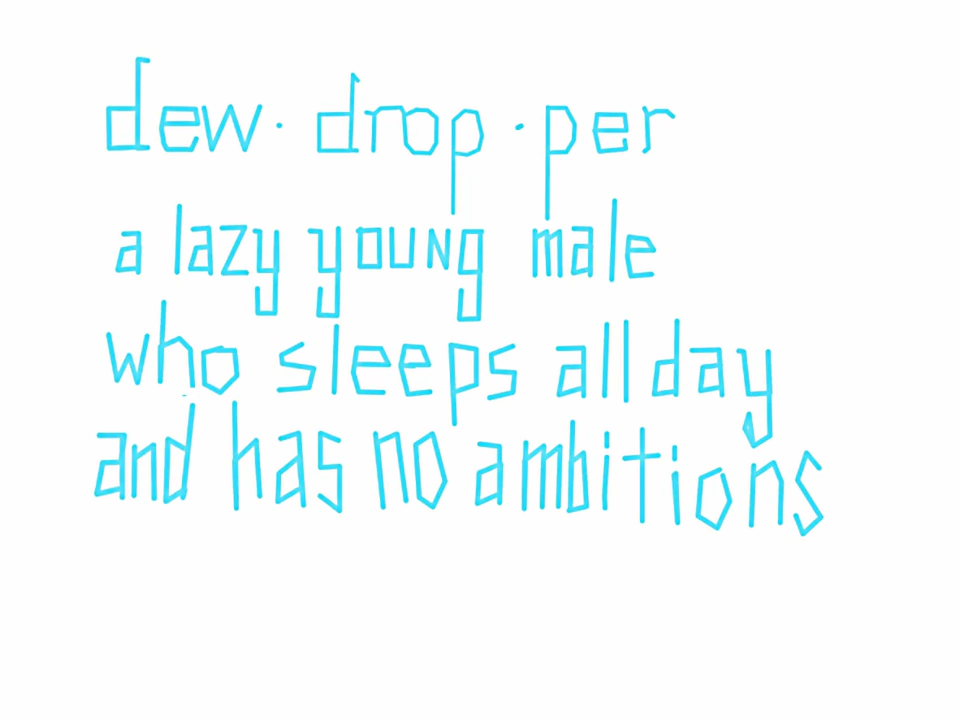 dew·drop·per
a lazy young male
who sleeps all day
and has no ambitions